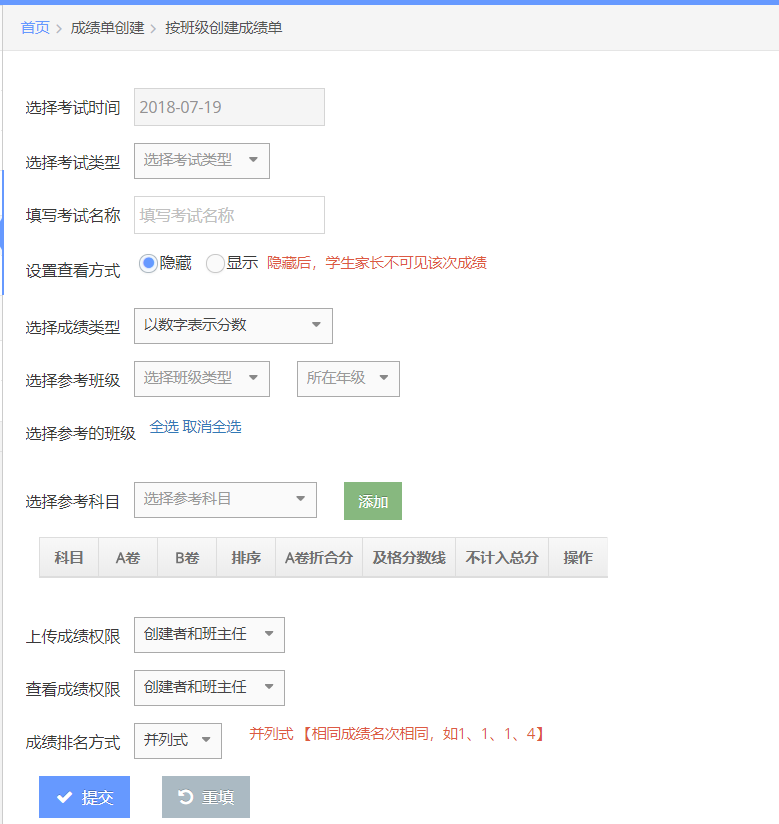 首页 > 成绩单创建 > 按班级创建成绩单
选择考试时间 2018-07-19
选择考试类型 选择考试类型
填写考试名称 填写考试名称
设置查看方式 隐藏 显示 隐藏后，学生家长不可见该次成绩
选择成绩类型 以数字表示分数
选择参考班级 选择班级类型 所在年级
选择参考的班级 全选 取消全选
选择参考科目 选择参考科目 添加
科目 A卷 B卷 排序 A卷折合分 及格分数线 不计入总分 操作
上传成绩权限 创建者和班主任
查看成绩权限 创建者和班主任
成绩排名方式 并列式 并列式 【相同成绩名次相同，如1、1、1、4】
提交 重填